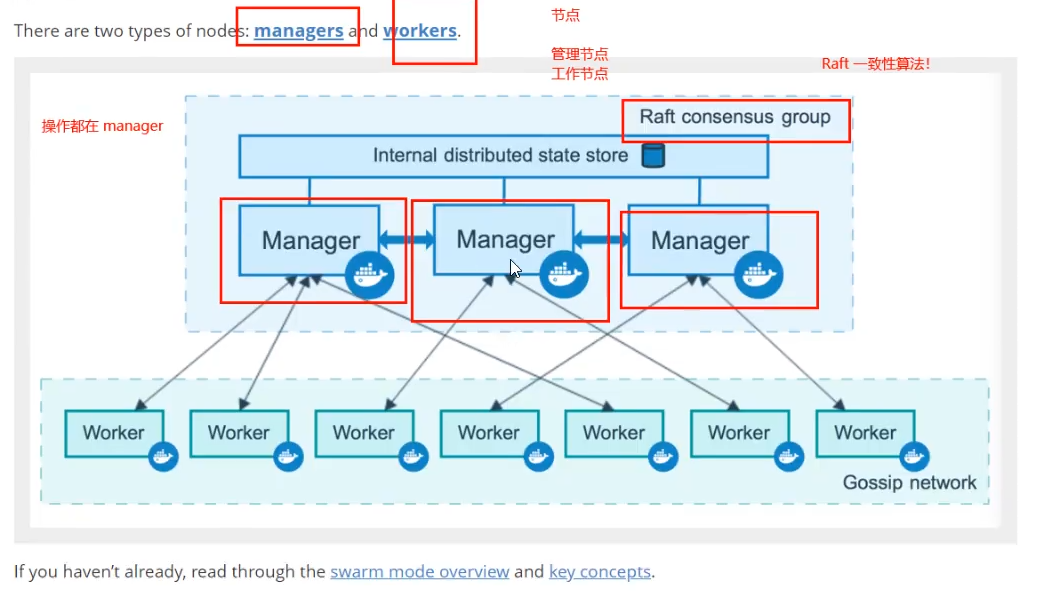 节点
There are two types of nodes: managers and workers.
管理节点
工作节点
Raft 一致性算法!
操作都在 manager
Raft consensus group
Internal distributed state store
Manager Manager Manager
Worker Worker Worker Worker Worker Worker Worker
Gossip network
If you haven’t already, read through the swarm mode overview and key concepts.